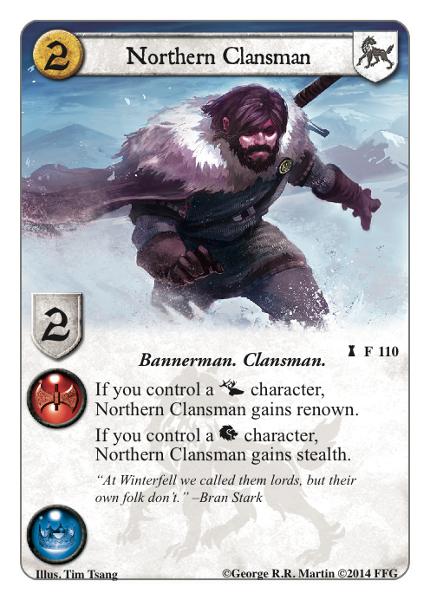 2
Northern Clansman
2
Bannerman. Clansman.
F 110
If you control a character,
Northern Clansman gains renown.
If you control a character,
Northern Clansman gains stealth.
“At Winterfell we called them lords, but their
own folk don’t.” –Bran Stark
Illus. Tim Tsang
©George R.R. Martin ©2014 FFG